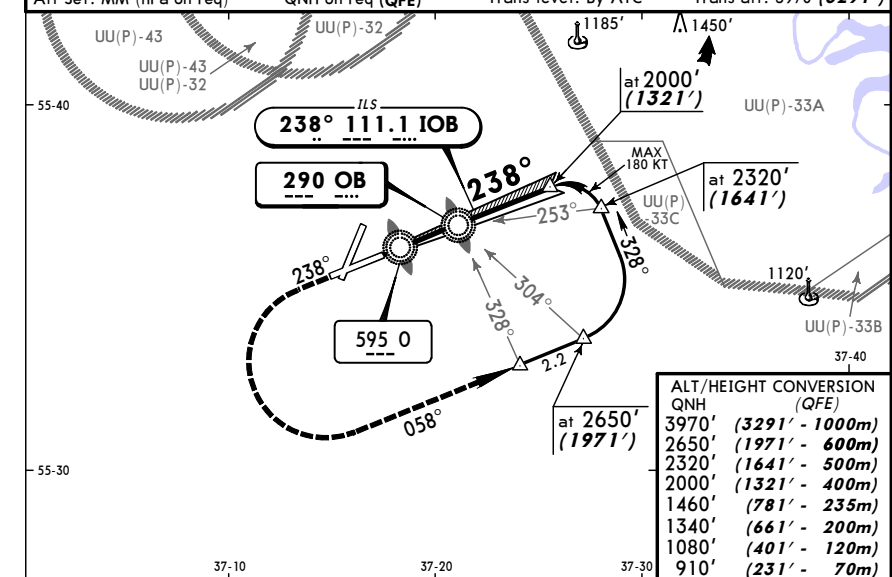 Alt Set: MM (hPa on req) QNH on req (QFE) Trans level: By ATC Trans alt: 3970' (3291')
UU(P)-43
UU(P)-32
1185'
1450'
UU(P)-43
UU(P)-32
at 2000'
(1321')
55-40
UU(P)-33A
ILS
238° 111.1 IOB
MAX
180 KT
238°
290 OB
at 2320'
(1641')
UU(P)
-33C
253°
328°
238°
1120'
304°
328°
UU(P)-33B
595 O
2.2
37-40
at 2650'
(1971')
058°
55-30
ALT/HEIGHT CONVERSION
QNH (QFE)
3970' (3291' - 1000m)
2650' (1971' - 600m)
2320' (1641' - 500m)
2000' (1321' - 400m)
1460' (781' - 235m)
1340' (661' - 200m)
1080' (401' - 120m)
910' (231' - 70m)
37-10
37-20
37-30